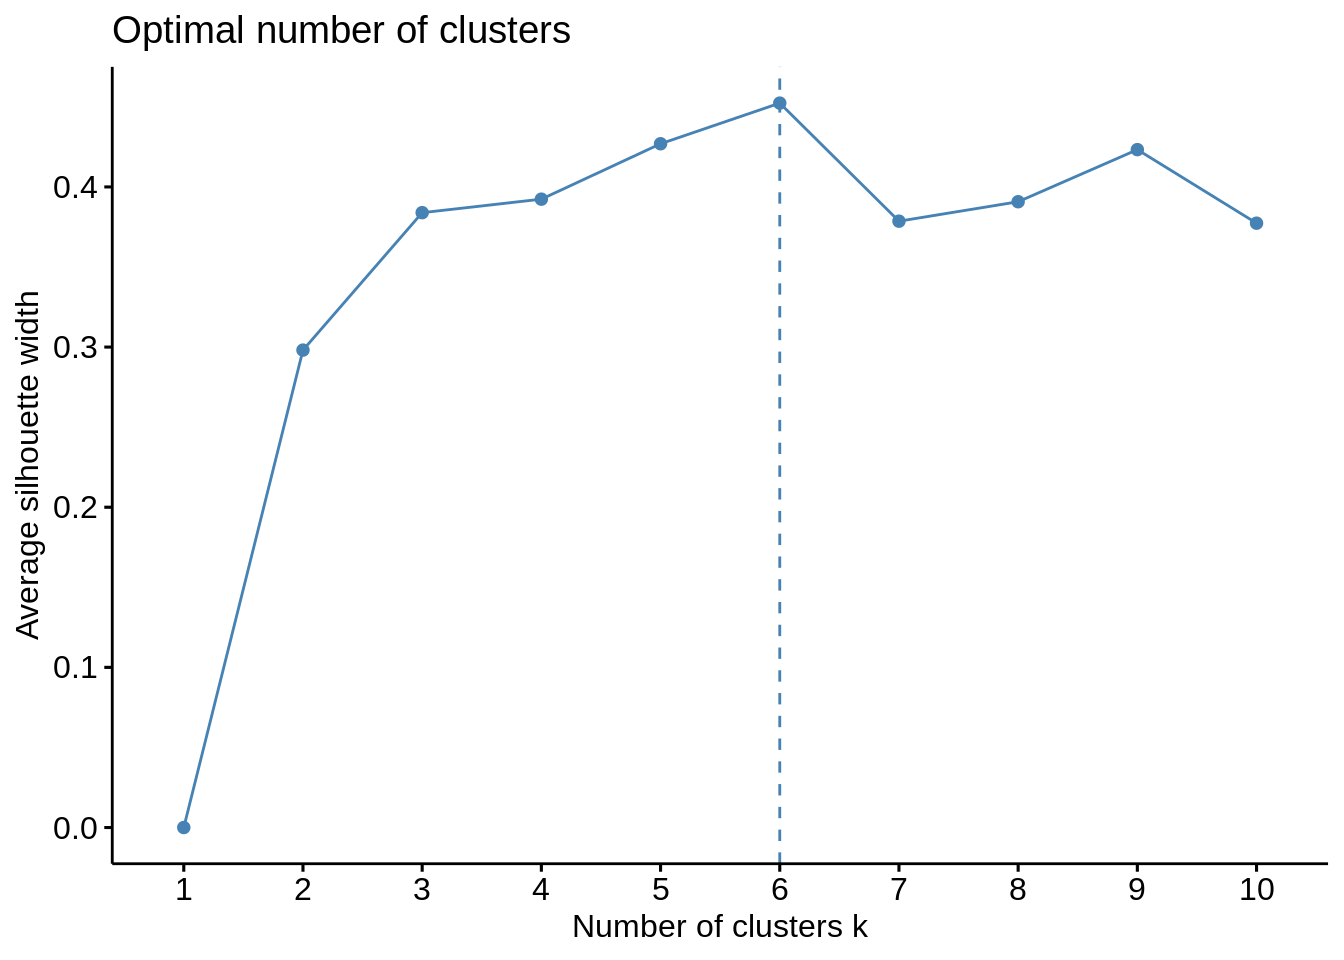 Optimal number of clusters
Average silhouette width
0.4
0.3
0.2
0.1
0.0
1 2 3 4 5 6 7 8 9 10
Number of clusters k